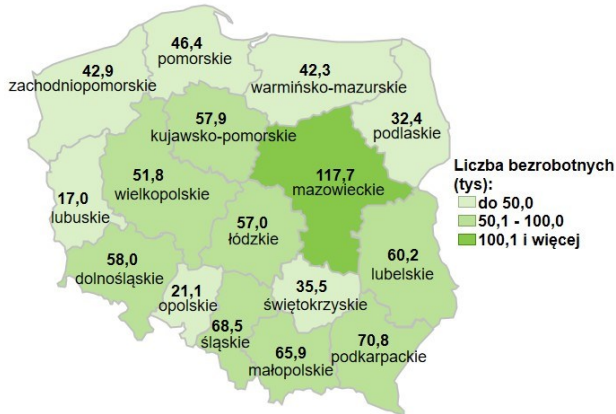 46,4
pomorskie
42,9
zachodniopomorskie
42,3
warmińsko-mazurskie
32,4
podlaskie
57,9
kujawsko-pomorskie
117,7
mazowieckie
51,8
wielkopolskie
17,0
lubuskie
57,0
łódzkie
58,0
dolnośląskie
60,2
lubelskie
21,1
opolskie
35,5
świętokrzyskie
68,5
śląskie
65,9
małopolskie
70,8
podkarpackie
Liczba bezrobotnych
(tys):
do 50,0
50,1 - 100,0
100,1 i więcej